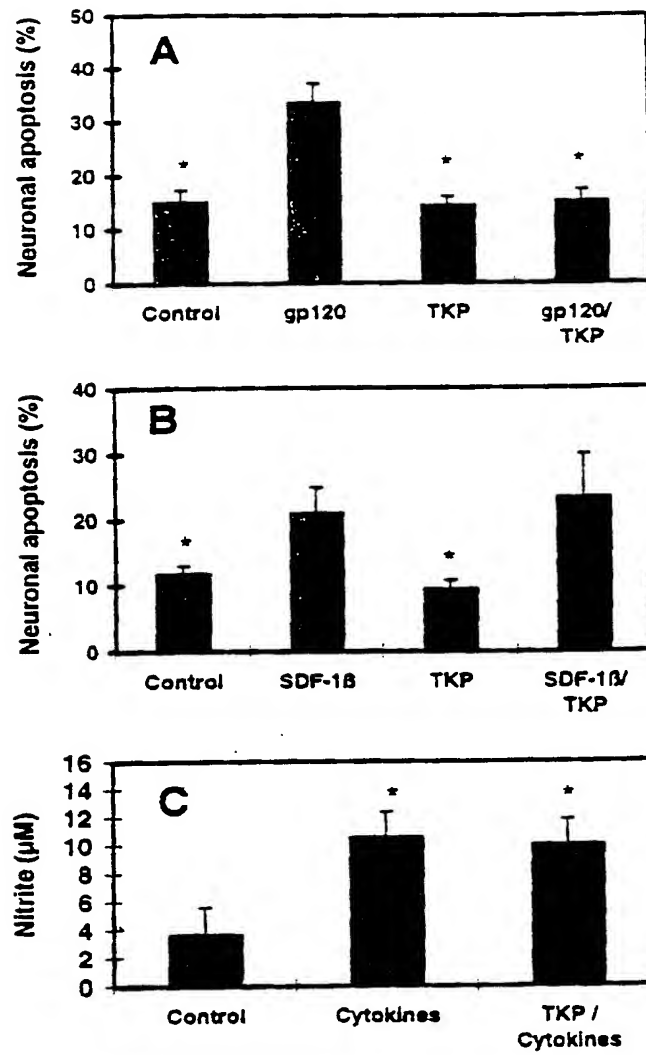 Neuronal apoptosis (%)
50
40
30
20
10
0
A
*
*
*
Control
gp120
TKP
gp120/
TKP
Neuronal apoptosis (%)
40
30
20
10
0
B
*
*
Control
SDF-1ß
TKP
SDF-1ß/
TKP
Nitrite (µM)
16
14
12
10
8
6
4
2
0
C
*
*
Control
Cytokines
TKP /
Cytokines